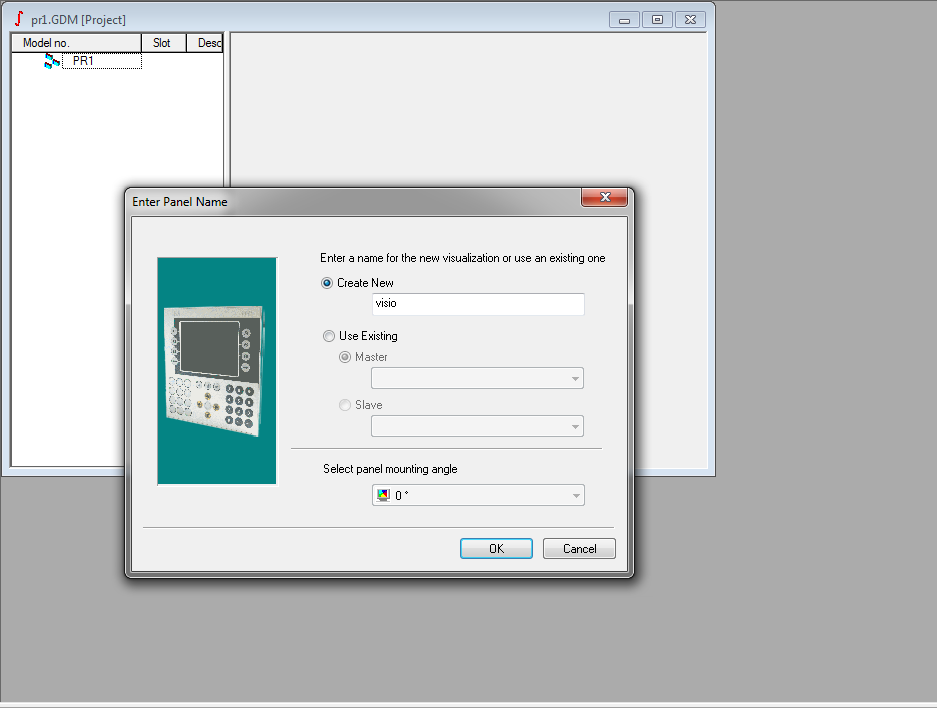 pr1.GDM [Project]
Model no. Slot Desc
PR1
Enter Panel Name
Enter a name for the new visualization or use an existing one
Create New
visio
Use Existing
Master
Slave
Select panel mounting angle
0 °
OK Cancel